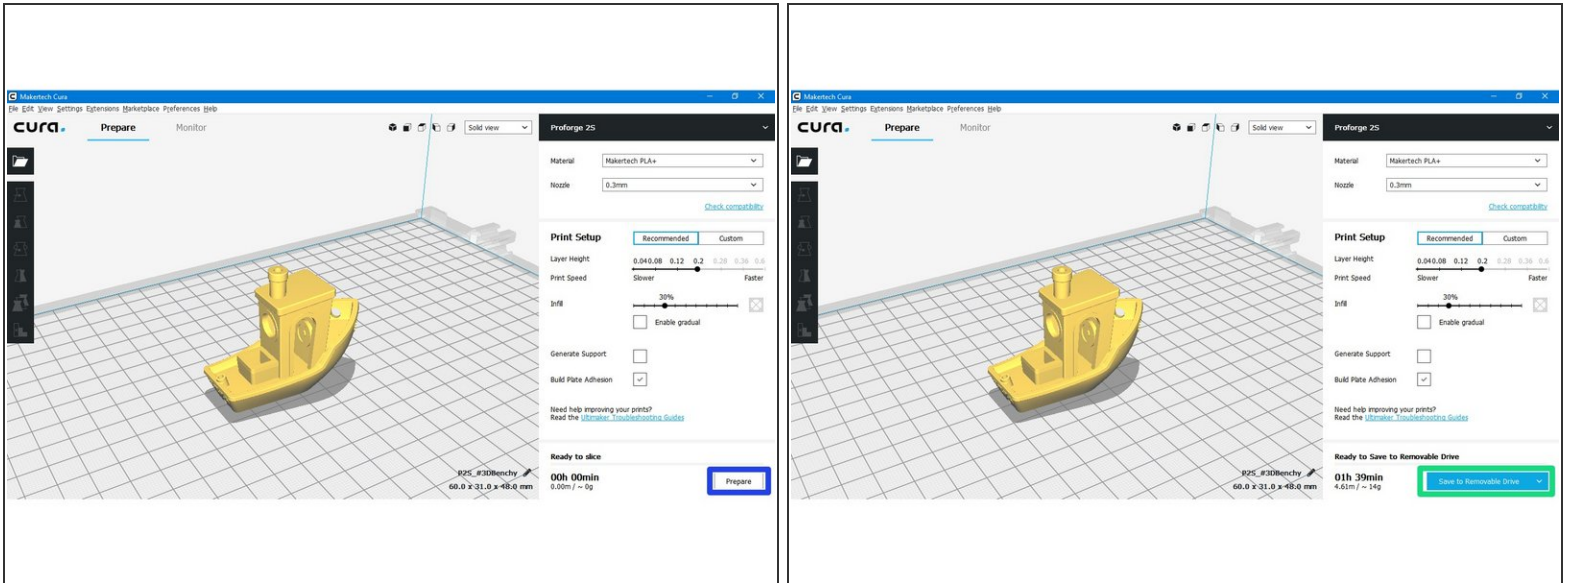 Makertech Cura
File Edit View Settings Extensions Marketplace Preferences Help
cura.
Prepare
Monitor
Solid view
Proforge 2S
Material
Makertech PLA+
Nozzle
0.3mm
Check compatibility
Print Setup
Recommended
Custom
Layer Height
0.04 0.08 0.12 0.2 0.28 0.36 0.4
Print Speed
Slower
Faster
Infill
30%
Enable gradual
Generate Support
Build Plate Adhesion
Need help improving your prints?
Read the Ultimaker Troubleshooting Guides
Ready to slice
P2S_#3DBenchy
60.0 x 31.0 x 48.0 mm
00h 00min
0.00m / ~ 0g
Prepare
Makertech Cura
File Edit View Settings Extensions Marketplace Preferences Help
cura.
Prepare
Monitor
Solid view
Proforge 2S
Material
Makertech PLA+
Nozzle
0.3mm
Check compatibility
Print Setup
Recommended
Custom
Layer Height
0.04 0.08 0.12 0.2 0.28 0.36 0.4
Print Speed
Slower
Faster
Infill
30%
Enable gradual
Generate Support
Build Plate Adhesion
Need help improving your prints?
Read the Ultimaker Troubleshooting Guides
Ready to Save to Removable Drive
P2S_#3DBenchy
60.0 x 31.0 x 48.0 mm
01h 39min
4.61m / ~ 14g
Save to Removable Drive